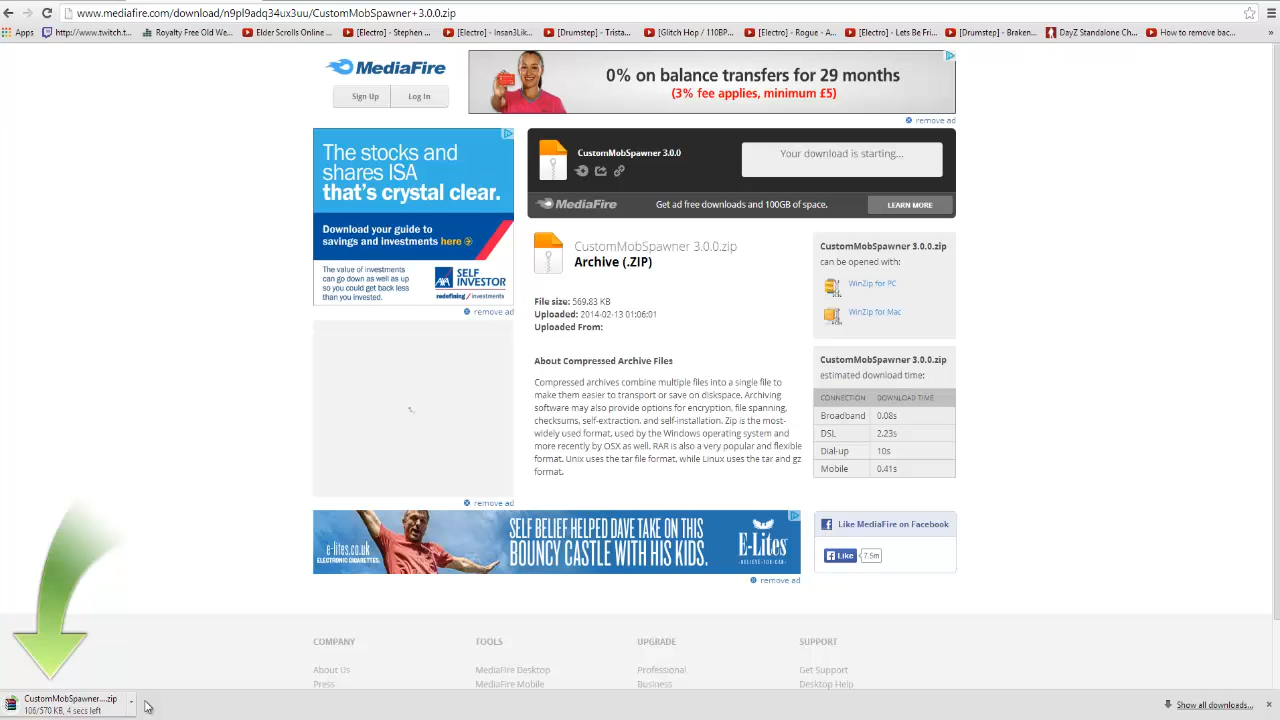 www.mediafire.com/download/n9pl9adq34ux3uu/CustomMobSpawner+3.0.0.zip
Apps
http://www.twitch.t...
Royalty Free Old We...
Elder Scrolls Online ...
[Electro] - Stephen ...
[Electro] - Insan3Lik...
[Drumstep] - Trista...
[Glitch Hop / 110BP...
[Electro] - Rogue - A...
[Electro] - Lets Be Fri...
[Drumstep] - Braken...
DayZ Standalone Ch...
How to remove bac...
»
MediaFire
Sign Up
Log In
0% on balance transfers for 29 months
(3% fee applies, minimum £5)
remove ad
The stocks and
shares ISA
that's crystal clear.
Download your guide to
savings and investments here
The value of investments
can go down as well as up
so you could get back less
than you invested.
AXA
SELF
INVESTOR
redefining / investments
remove ad
CustomMobSpawner 3.0.0
Your download is starting...
MediaFire
Get ad free downloads and 100GB of space.
LEARN MORE
CustomMobSpawner 3.0.0.zip
Archive (.ZIP)
File size: 569.83 KB
Uploaded: 2014-02-13 01:06:01
Uploaded From:
About Compressed Archive Files
Compressed archives combine multiple files into a single file to
make them easier to transport or save on diskspace. Archiving
software may also provide options for encryption, file spanning,
checksums, self-extraction, and self-installation. Zip is the most-
widely used format, used by the Windows operating system and
more recently by OSX as well. RAR is also a very popular and flexible
format. Unix uses the tar file format, while Linux uses the tar and gz
format.
CustomMobSpawner 3.0.0.zip
can be opened with:
WinZip for PC
WinZip for Mac
CustomMobSpawner 3.0.0.zip
estimated download time:
CONNECTION DOWNLOAD TIME
Broadband 0.08s
DSL 2.23s
Dial-up 10s
Mobile 0.41s
remove ad
e-lites.co.uk
ELECTRONIC CIGARETTES.
SELF BELIEF HELPED DAVE TAKE ON THIS
BOUNCY CASTLE WITH HIS KIDS.
E-Lites
-BELIEVE-YOU-CAN-
remove ad
Like MediaFire on Facebook
Like
7.5m
COMPANY
TOOLS
UPGRADE
SUPPORT
About Us
MediaFire Desktop
Professional
Get Support
Press
MediaFire Mobile
Business
Desktop Help
CustomMobSpawn....zip
106/570 KB, 4 secs left
Show all downloads...